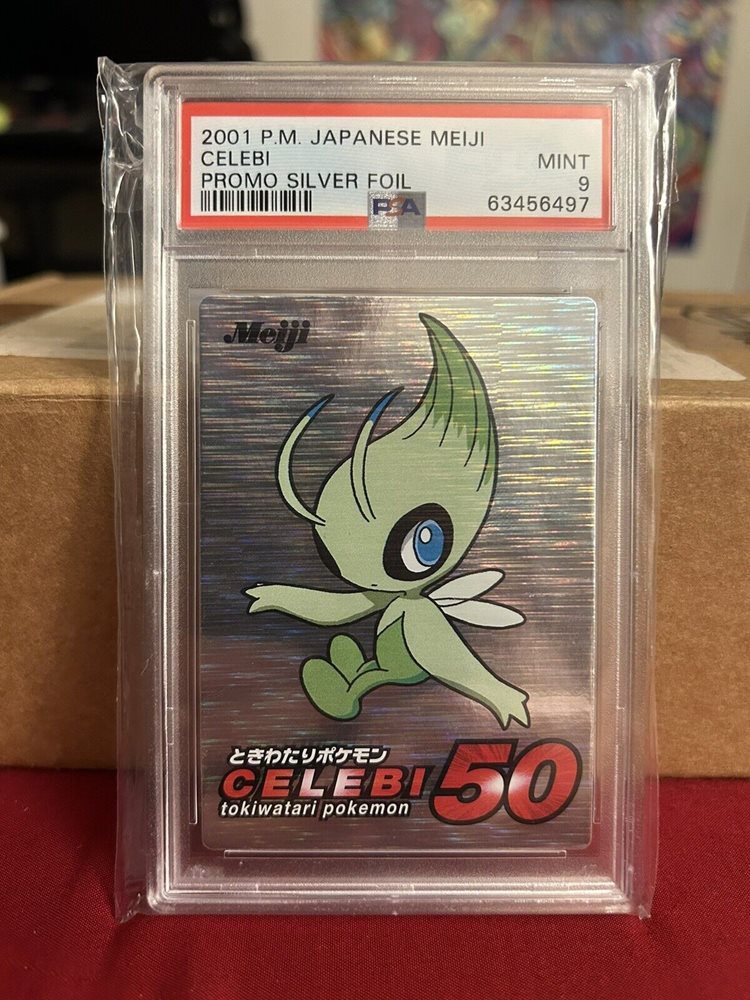 2001 P.M. JAPANESE MEIJI
CELEBI MINT
PROMO SILVER FOIL 9
PSA 63456497
Meiji
ときわたりポケモン
CELEBI 50
tokiwatari pokemon